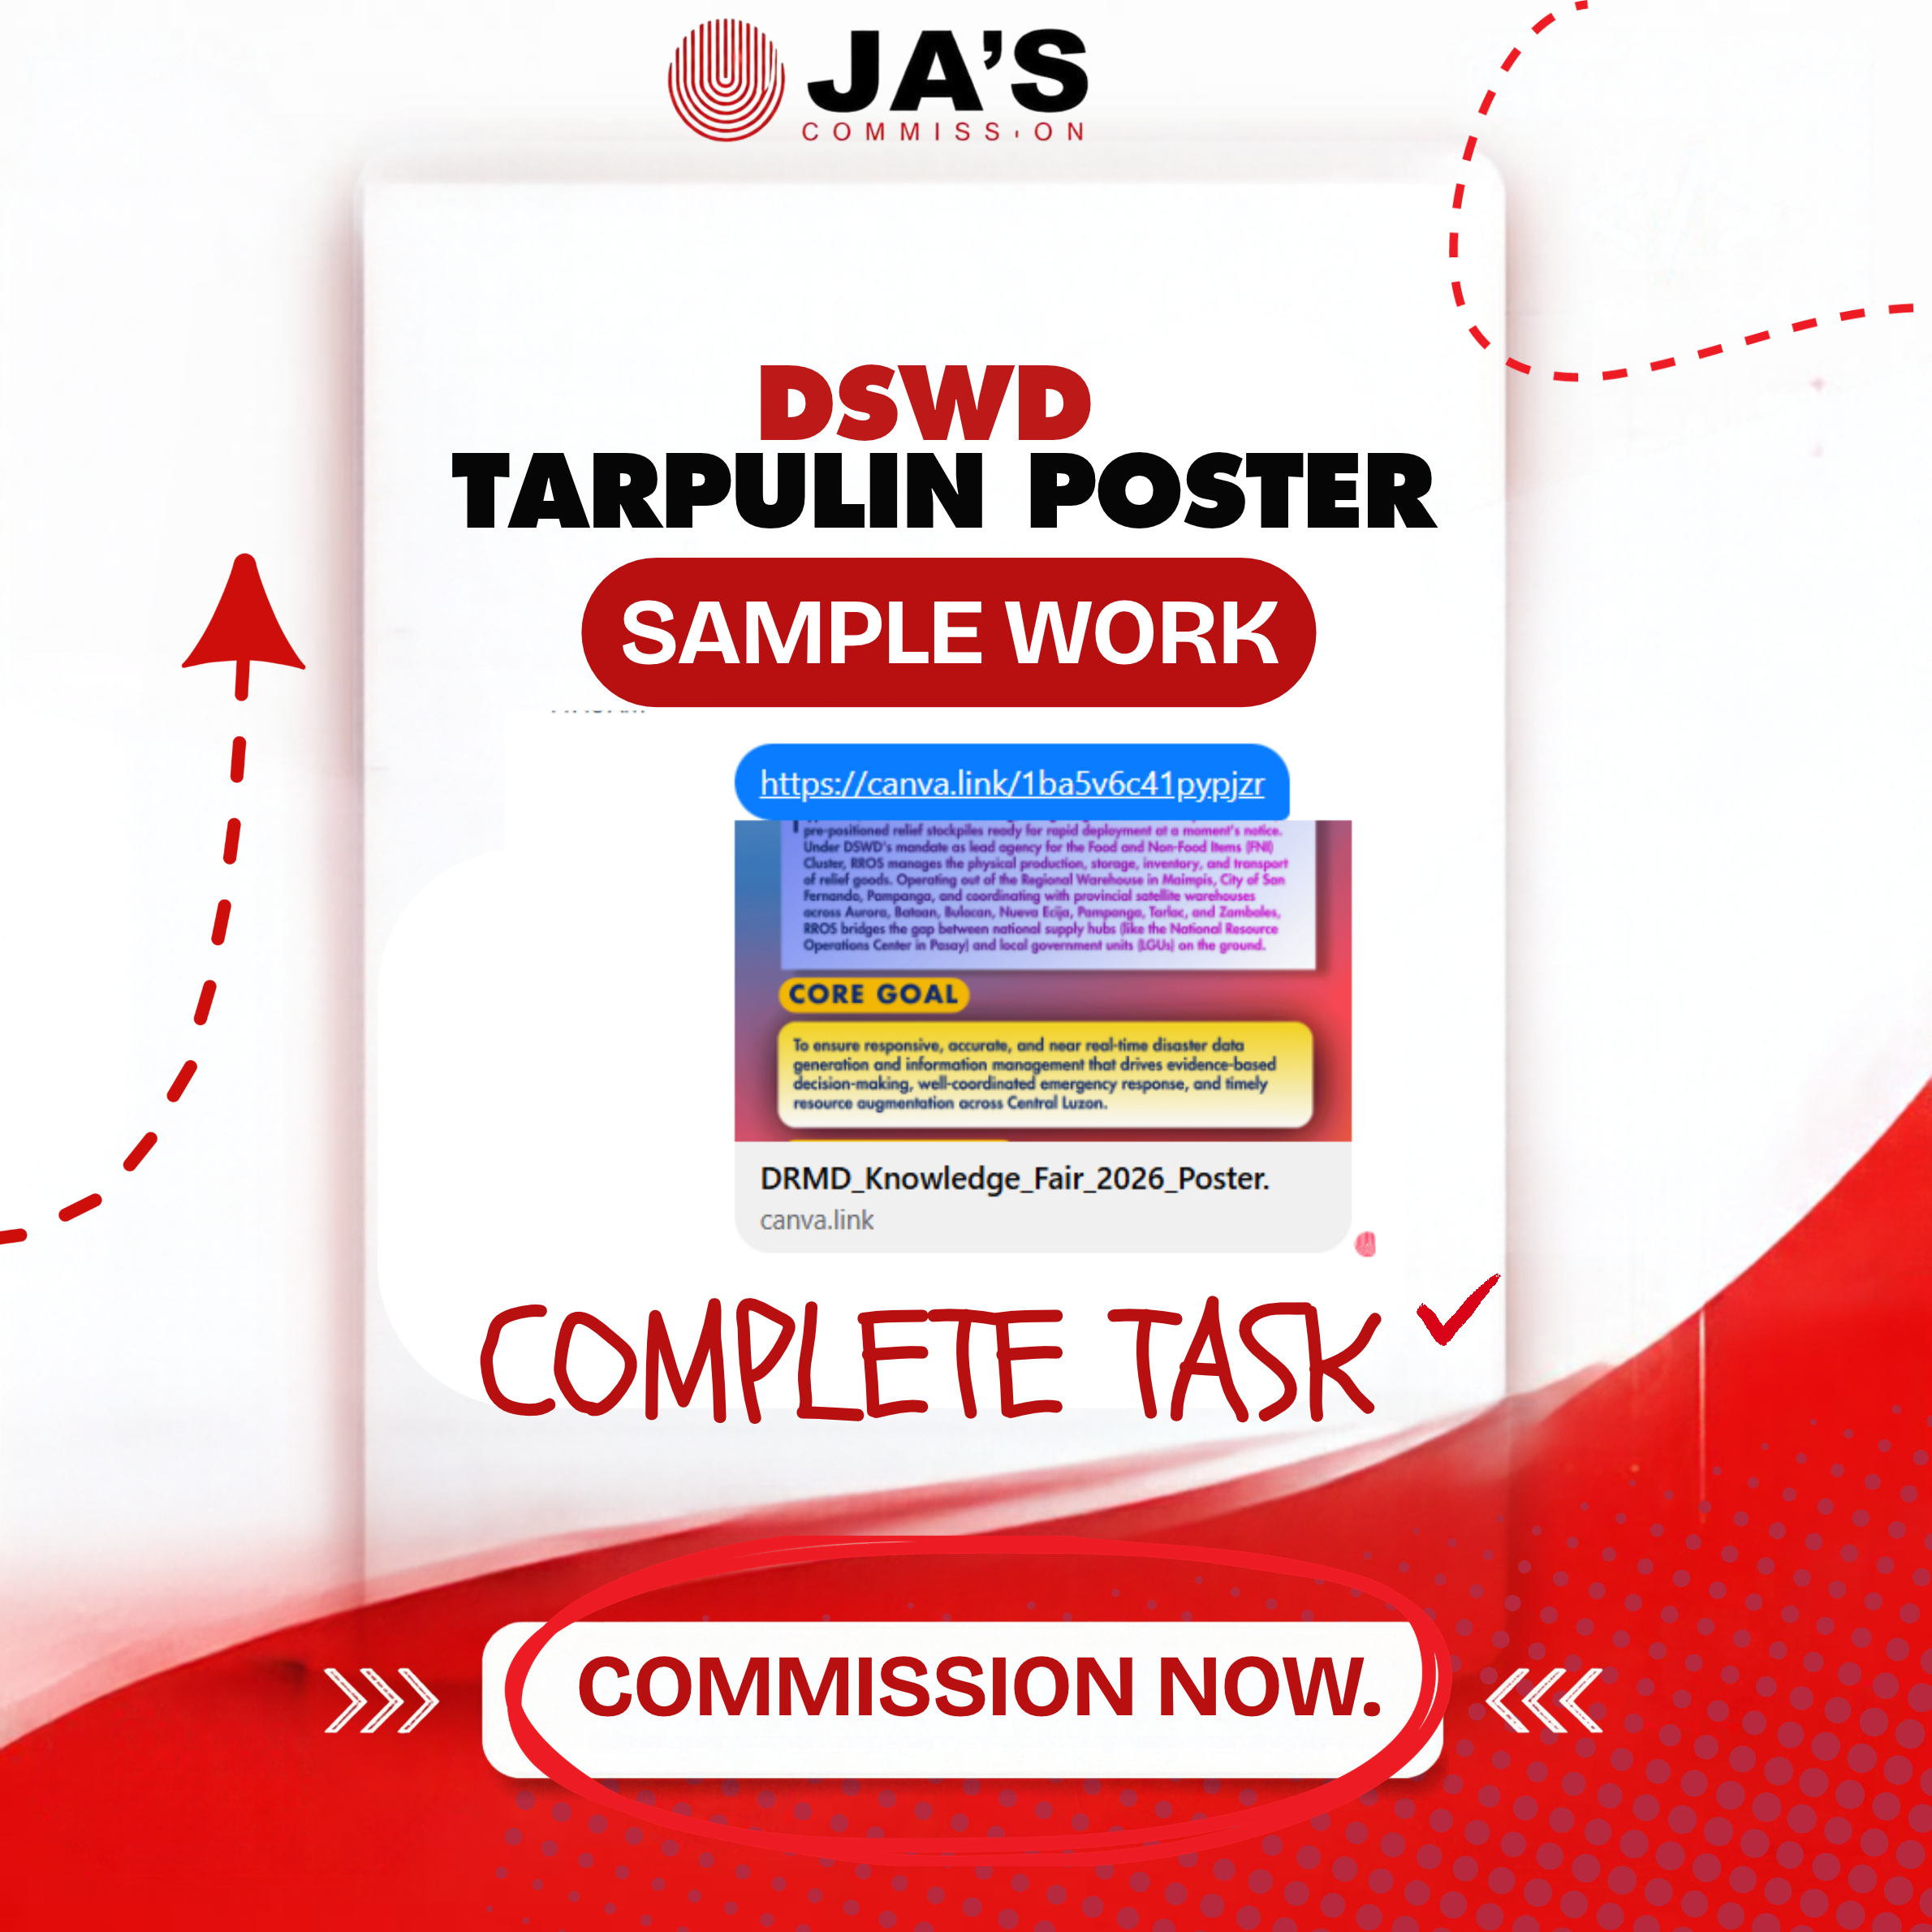 JA'S
COMMISSION
DSWD
TARPULIN POSTER
SAMPLE WORK
https://canva.link/1ba5v6c41pypjzr
pre-positioned relief stockpiles ready for rapid deployment at a moment's notice.
Under DSWD's mandate as lead agency for the Food and Non-Food Items (FNI)
Cluster, RROS manages the physical production, storage, inventory, and transport
of relief goods. Operating out of the Regional Warehouse in Maimpis, City of San
Fernando, Pampanga, and coordinating with provincial satellite warehouses
across Aurora, Bataan, Bulacan, Nueva Ecija, Pampanga, Tarlac, and Zambales,
RROS bridges the gap between national supply hubs (like the National Resource
Operations Center in Pasay) and local government units (LGUs) on the ground.
CORE GOAL
To ensure responsive, accurate, and near real-time disaster data
generation and information management that drives evidence-based
decision-making, well-coordinated emergency response, and timely
resource augmentation across Central Luzon.
DRMD_Knowledge_Fair_2026_Poster.
canva.link
COMPLETE TASK
COMMISSION NOW.